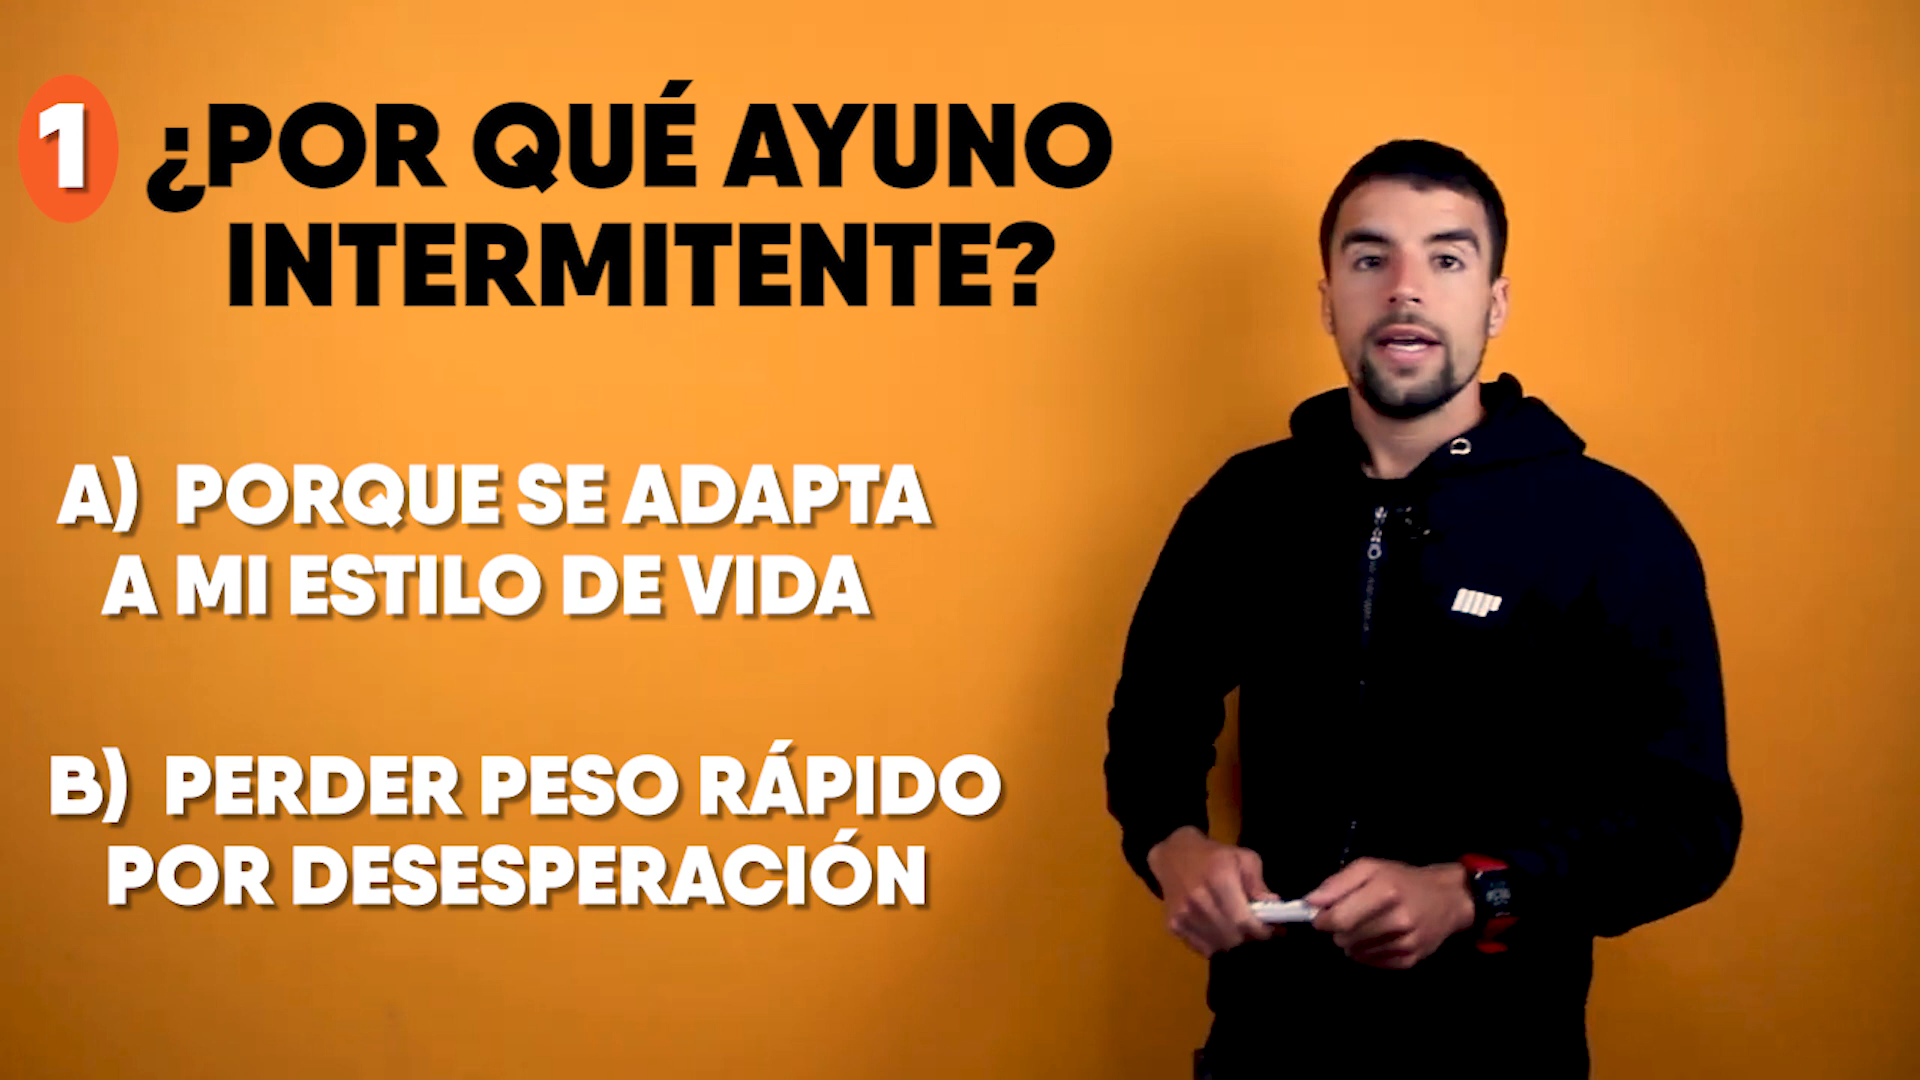 1 ¿POR QUÉ AYUNO
INTERMITENTE?
A) PORQUE SE ADAPTA
A MI ESTILO DE VIDA
B) PERDER PESO RÁPIDO
POR DESESPERACIÓN